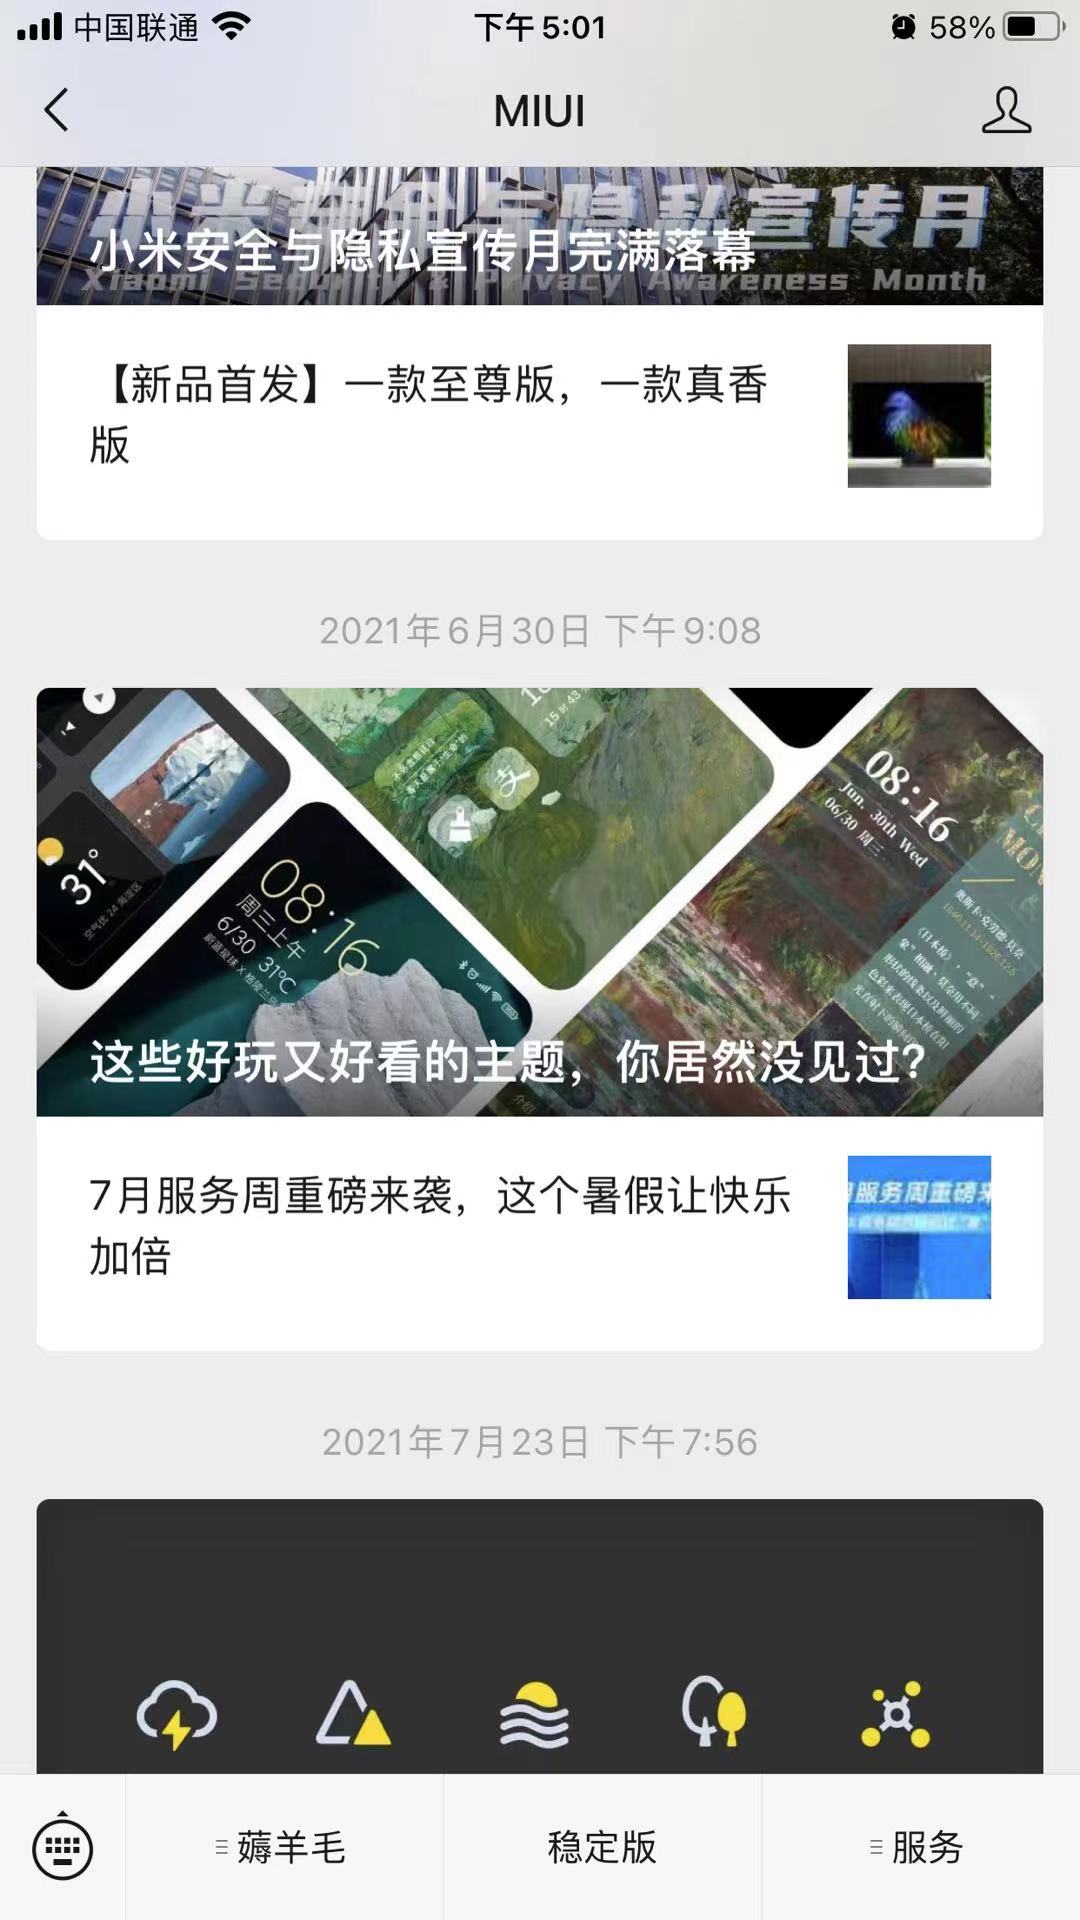 中国联通
下午5:01
58%
MIUI
小米安全与隐私宣传月
小米安全与隐私宣传月完满落幕
Xiaomi Security & Privacy Awareness Month
【新品首发】一款至尊版，一款真香
版
2021年6月30日 下午9:08
31°
08:16
周三上午
6/30 31℃
08:16
Jun. 30th Wed
06/30 周三
这些好玩又好看的主题，你居然没见过？
7月服务周重磅来袭，这个暑假让快乐
加倍
服务周重磅来
2021年7月23日 下午7:56
薅羊毛
稳定版
服务